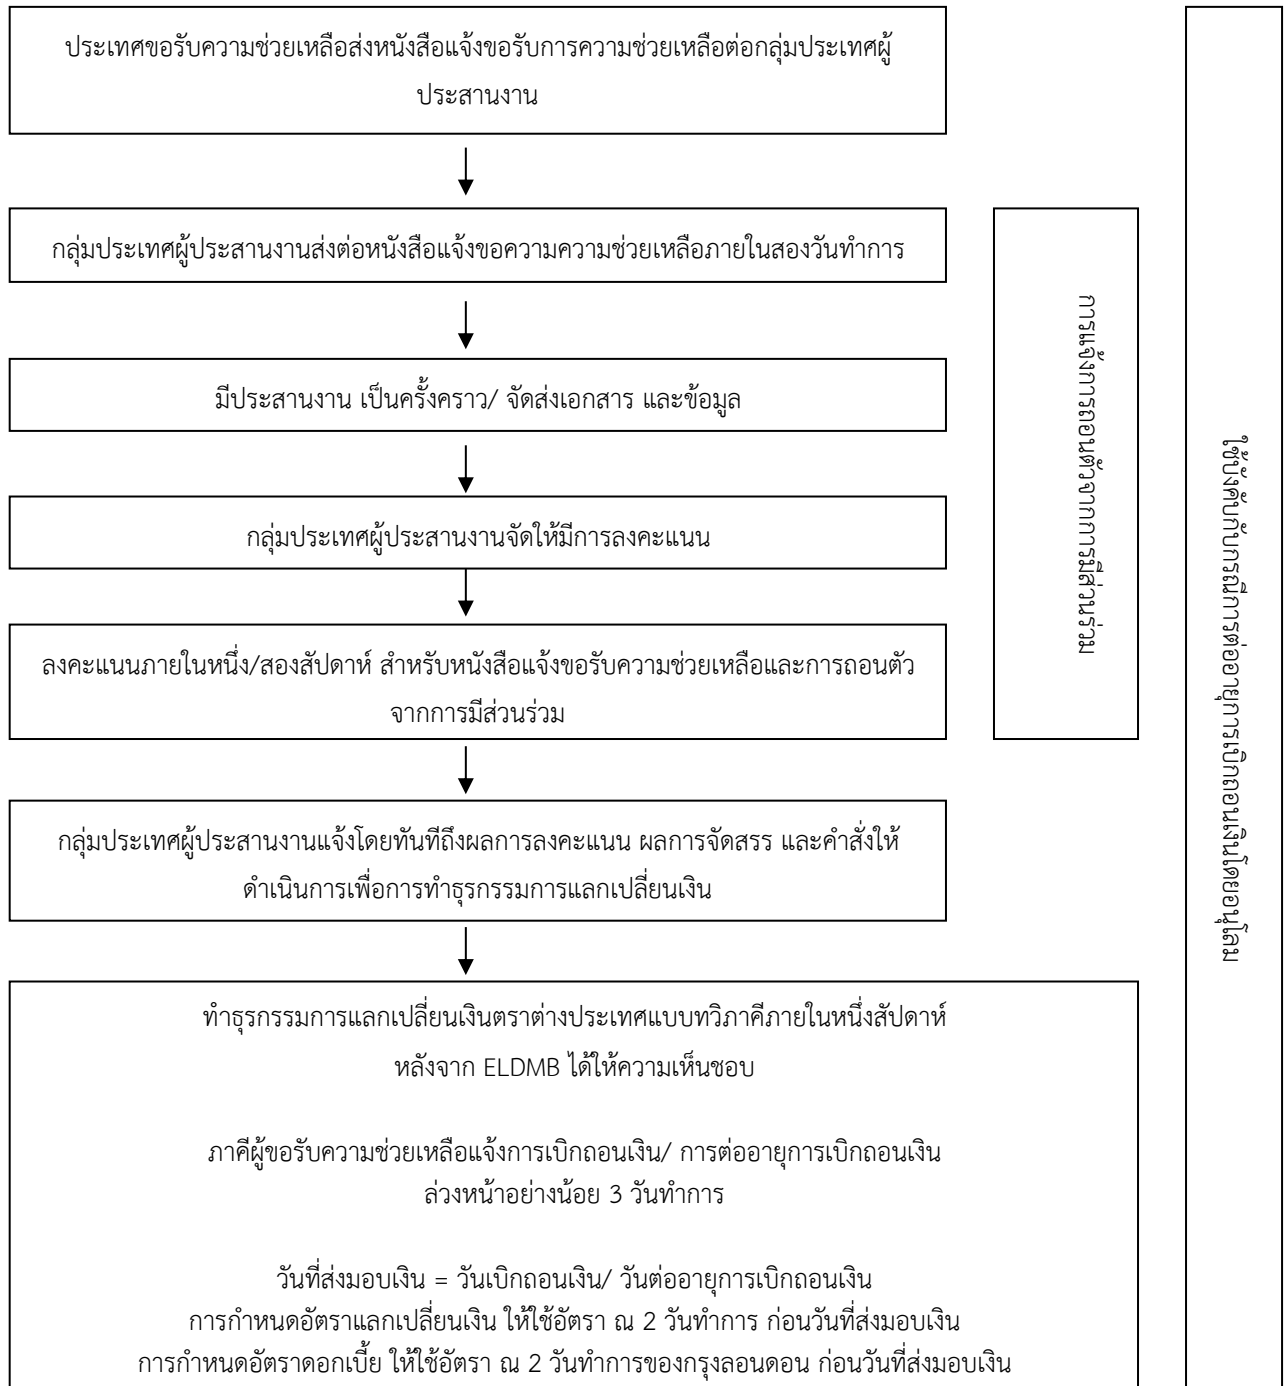 ประเทศขอรับความช่วยเหลือส่งหนังสือแจ้งขอรับการความช่วยเหลือต่อกลุ่มประเทศผู้
ประสานงาน
กลุ่มประเทศผู้ประสานงานส่งต่อหนังสือแจ้งขอความความช่วยเหลือภายในสองวันทำการ
มีประสานงาน เป็นครั้งคราว/ จัดส่งเอกสาร และข้อมูล
กลุ่มประเทศผู้ประสานงานจัดให้มีการลงคะแนน
ลงคะแนนภายในหนึ่ง/สองสัปดาห์ สำหรับหนังสือแจ้งขอรับความช่วยเหลือและการถอนตัว
จากการมีส่วนร่วม
กลุ่มประเทศผู้ประสานงานแจ้งโดยทันทีถึงผลการลงคะแนน ผลการจัดสรร และคำสั่งให้
ดำเนินการเพื่อการทำธุรกรรมการแลกเปลี่ยนเงิน
ทำธุรกรรมการแลกเปลี่ยนเงินตราต่างประเทศแบบทวิภาคีภายในหนึ่งสัปดาห์
หลังจาก ELDMB ได้ให้ความเห็นชอบ
ภาคีผู้ขอรับความช่วยเหลือแจ้งการเบิกถอนเงิน/ การต่ออายุการเบิกถอนเงิน
ล่วงหน้าอย่างน้อย 3 วันทำการ
วันที่ส่งมอบเงิน = วันเบิกถอนเงิน/ วันต่ออายุการเบิกถอนเงิน
การกำหนดอัตราแลกเปลี่ยนเงิน ให้ใช้อัตรา ณ 2 วันทำการ ก่อนวันที่ส่งมอบเงิน
การกำหนดอัตราดอกเบี้ย ให้ใช้อัตรา ณ 2 วันทำการของกรุงลอนดอน ก่อนวันที่ส่งมอบเงิน
การแจ้งการถอนตัวจากการมีส่วนร่วม
ใช้บังคับกับกรณีการต่ออายุการเบิกถอนเงินโดยอนุโลม